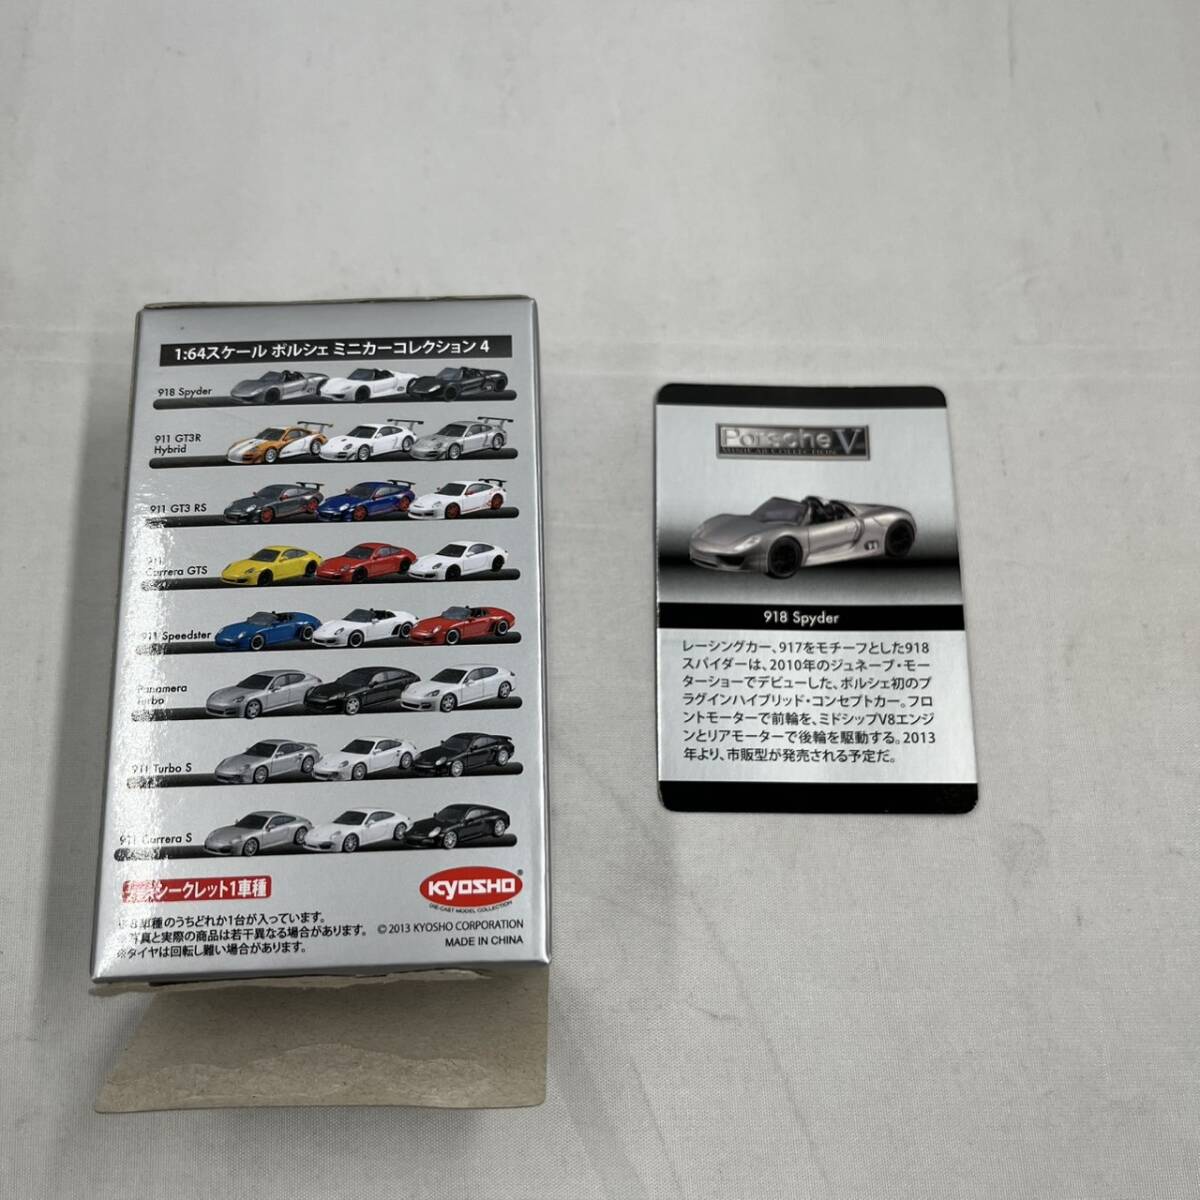 1:64スケール ポルシェ ミニカーコレクション 4
918 Spyder
911 GT3R
Hybrid
911 GT3 RS
911
Carrera GTS
911 Speedster
Panamera
Turbo
911 Turbo S
911 Carrera S
シークレット1車種
KYOSHO
DIE-CAST MODEL COLLECTION
車種のうちどれか1台が入っています。
※写真と実際の商品は若干異なる場合があります。
※タイヤは回転し難い場合があります。
© 2013 KYOSHO CORPORATION
MADE IN CHINA
Porsche V
MINICAR COLLECTION
918 Spyder
レーシングカー、917をモチーフとした918
スパイダーは、2010年のジュネーブ・モー
ターショーでデビューした、ポルシェ初のプ
ラグインハイブリッド・コンセプトカー。フロ
ントモーターで前輪を、ミドシップV8エンジ
ンとリアモーターで後輪を駆動する。2013
年より、市販型が発売される予定だ。